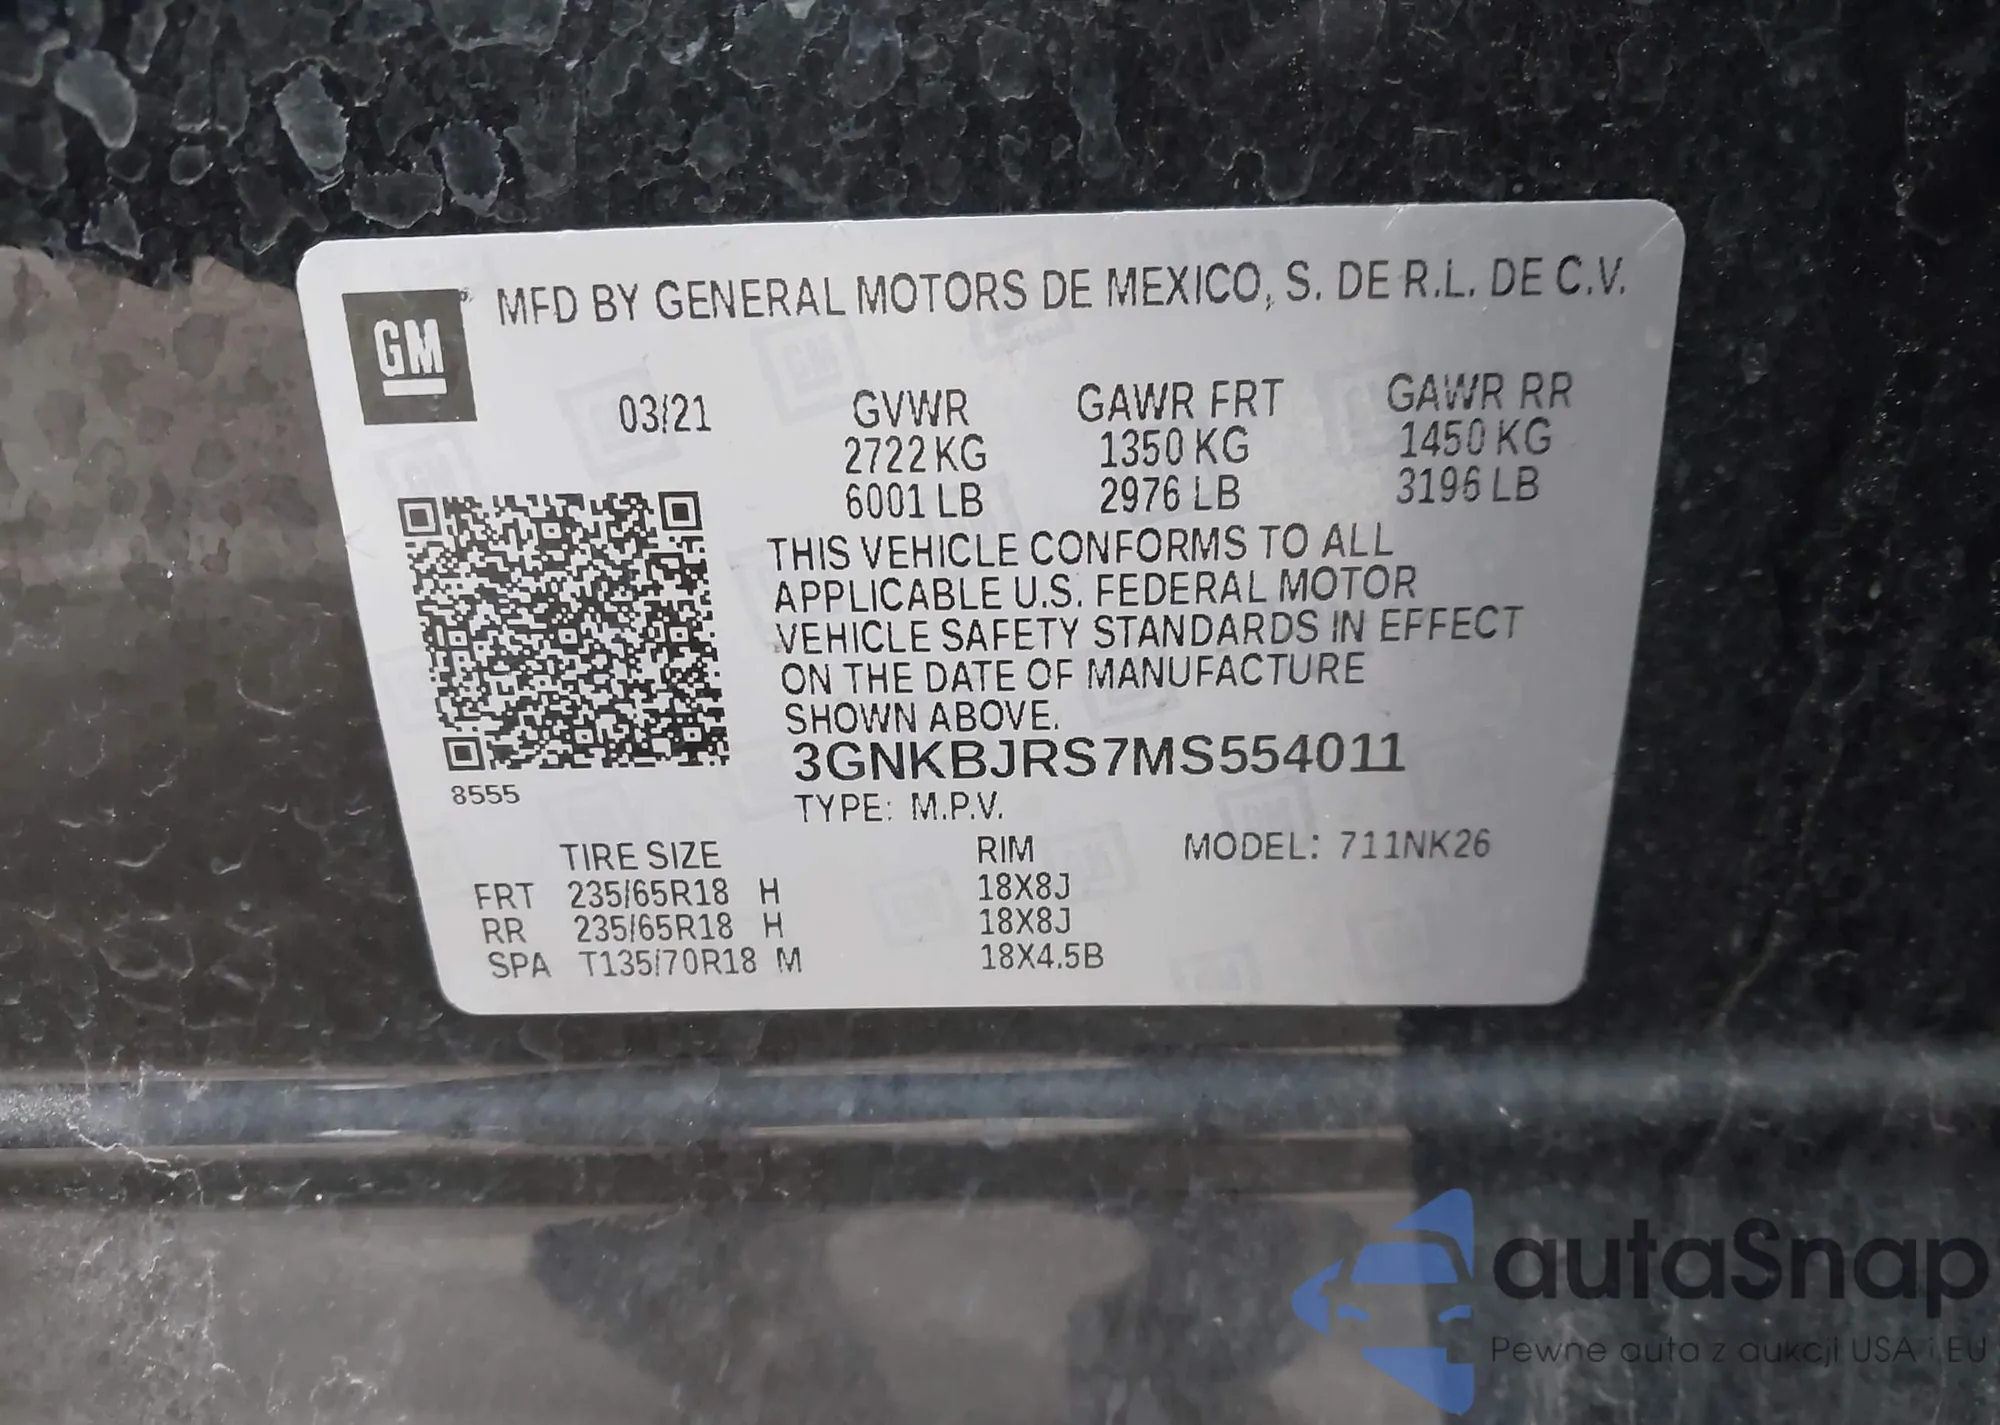 GM
MFD BY GENERAL MOTORS DE MEXICO, S. DE R.L. DE C.V.
03/21 GVWR GAWR FRT GAWR RR
2722 KG 1350 KG 1450 KG
6001 LB 2976 LB 3196 LB
THIS VEHICLE CONFORMS TO ALL
APPLICABLE U.S. FEDERAL MOTOR
VEHICLE SAFETY STANDARDS IN EFFECT
ON THE DATE OF MANUFACTURE
SHOWN ABOVE.
3GNKBJRS7MS554011
8555
TYPE: M.P.V.
TIRE SIZE RIM MODEL: 711NK26
FRT 235/65R18 H 18X8J
RR 235/65R18 H 18X8J
SPA T135/70R18 M 18X4.5B
autaSnap
Pewne auta z aukcji USA i EU